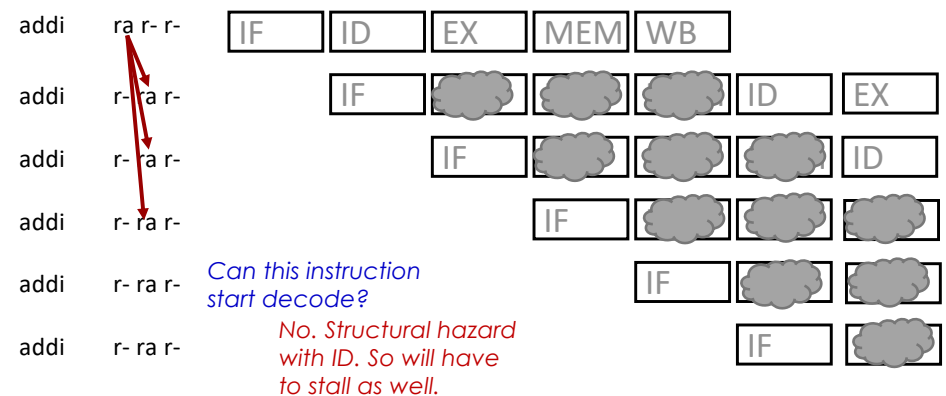 addi ra r- r- IF ID EX MEM WB
addi r- ra r- IF ID EX
addi r- ra r- IF ID
addi r- ra r- IF
addi r- ra r- Can this instruction IF
start decode?
addi r- ra r- No. Structural hazard IF
with ID. So will have
to stall as well.